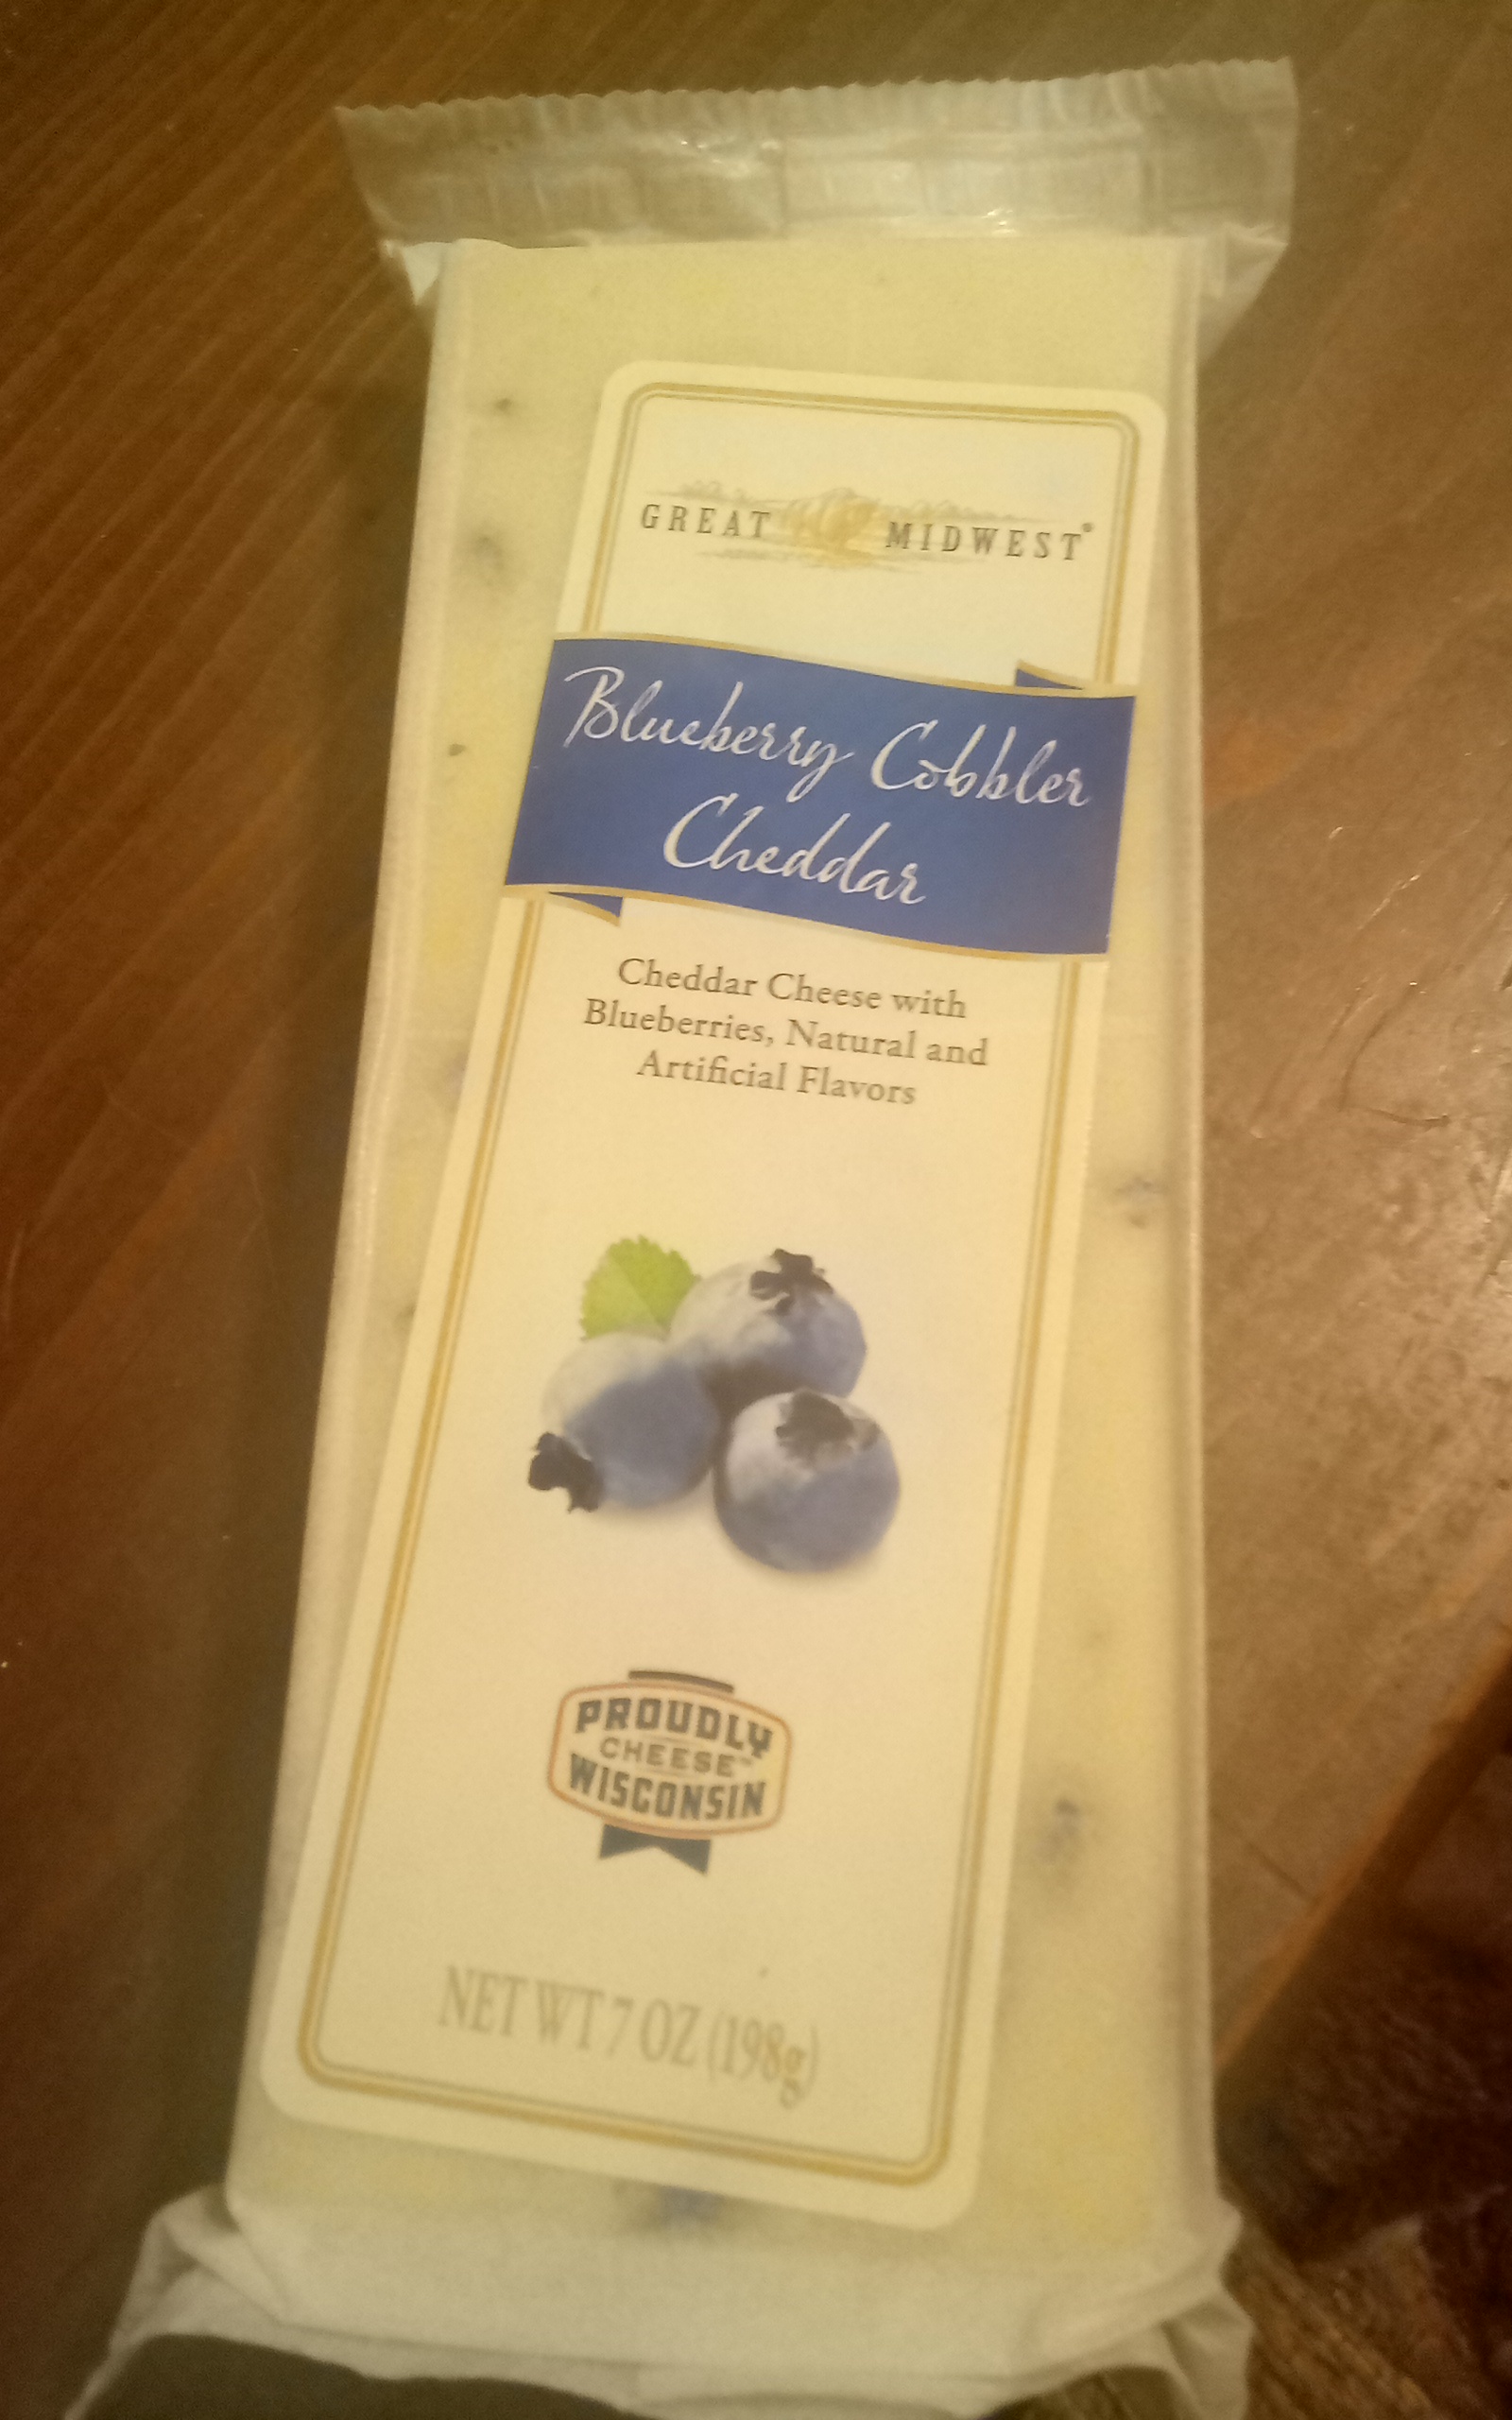 GREAT MIDWEST®
Blueberry Cobbler
Cheddar
Cheddar Cheese with
Blueberries, Natural and
Artificial Flavors
PROUDLY
CHEESE™
WISCONSIN
NET WT 7 OZ (198g)